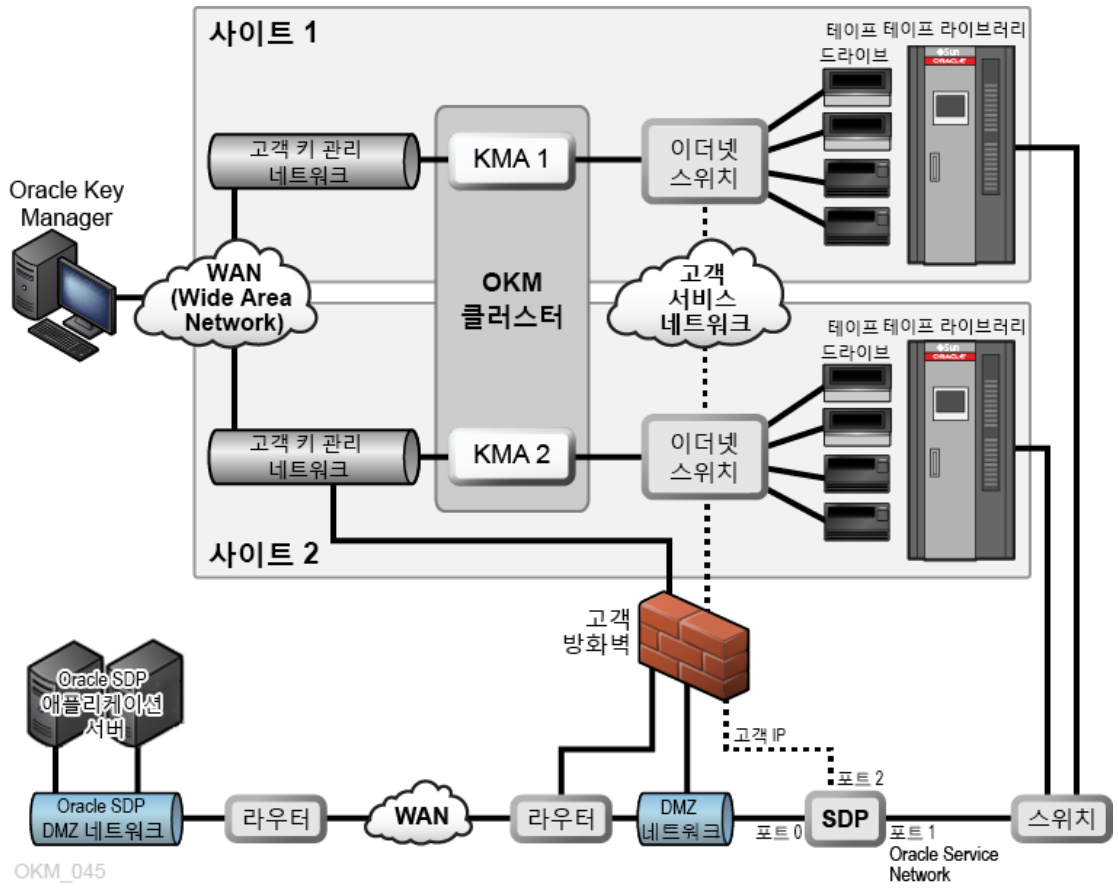 사이트 1
테이프
드라이브
테이프 라이브러리
Sun
ORACLE
고객 키 관리
네트워크
KMA 1
이더넷
스위치
Oracle Key
Manager
WAN
(Wide Area
Network)
OKM
클러스터
고객
서비스
네트워크
테이프
드라이브
테이프 라이브러리
Sun
ORACLE
고객 키 관리
네트워크
KMA 2
이더넷
스위치
사이트 2
고객
방화벽
Oracle SDP
애플리케이션
서버
고객 IP
포트 2
Oracle SDP
DMZ 네트워크
라우터
WAN
라우터
DMZ
네트워크
포트 0
SDP
포트 1
Oracle Service
Network
스위치
OKM_045